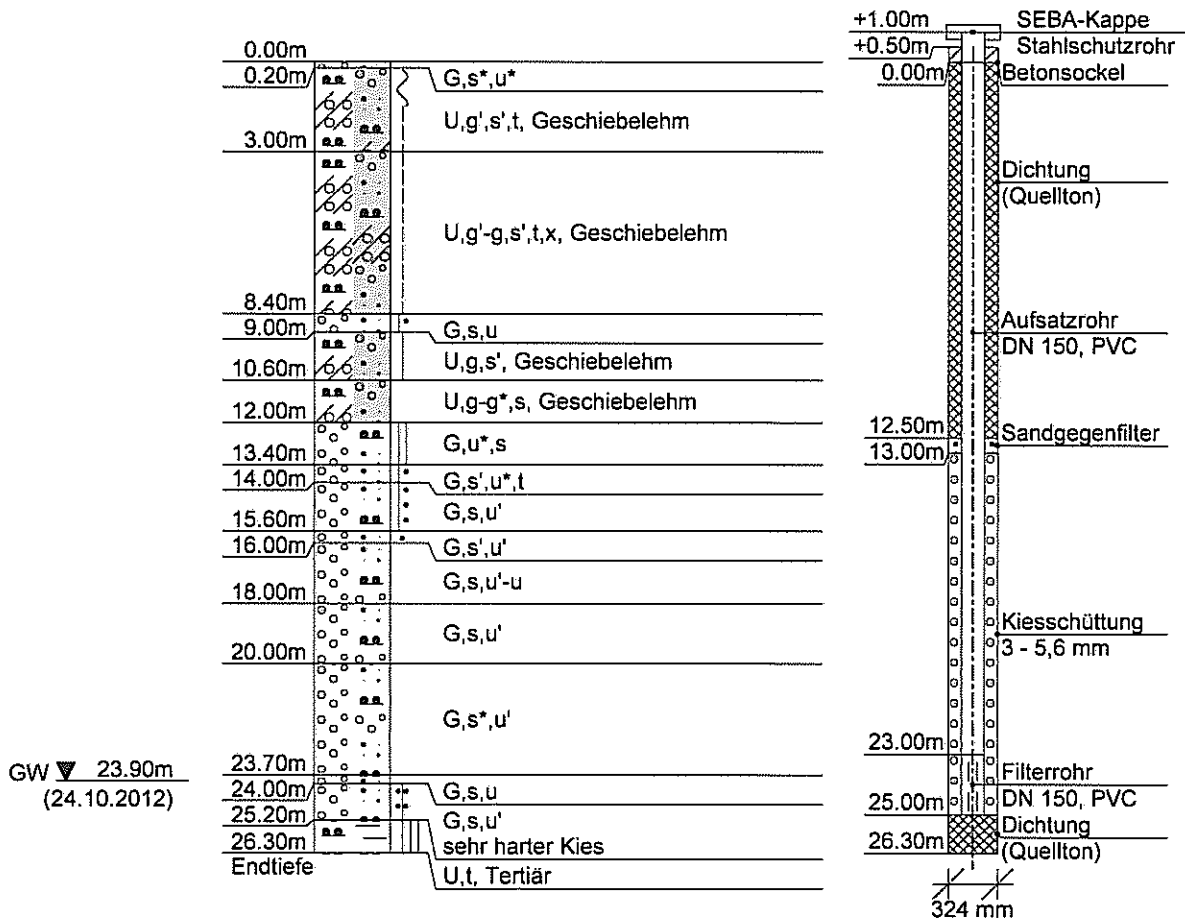 0.00m
0.20m
G,s*,u*
U,g',s',t, Geschiebelehm
3.00m
U,g'-g,s',t,x, Geschiebelehm
8.40m
9.00m
G,s,u
U,g,s', Geschiebelehm
10.60m
U,g-g*,s, Geschiebelehm
12.00m
G,u*,s
13.40m
14.00m
G,s',u*,t
G,s,u'
15.60m
16.00m
G,s',u'
G,s,u'-u
18.00m
G,s,u'
20.00m
G,s*,u'
23.70m
GW 23.90m
(24.10.2012)
24.00m
G,s,u
25.20m
G,s,u'
sehr harter Kies
26.30m
Endtiefe
U,t, Tertiär
+1.00m
SEBA-Kappe
+0.50m
Stahlschutzrohr
0.00m
Betonsockel
Dichtung
(Quellton)
Aufsatzrohr
DN 150, PVC
12.50m
Sandgegenfilter
13.00m
Kiesschüttung
3 - 5,6 mm
23.00m
Filterrohr
DN 150, PVC
25.00m
Dichtung
(Quellton)
26.30m
324 mm